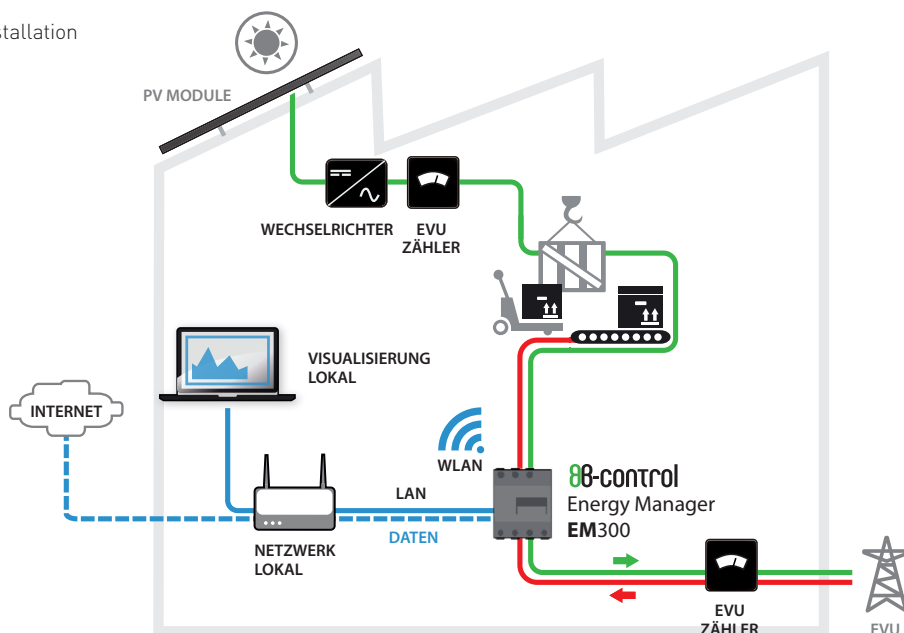 stallation
PV MODULE
WECHSELRICHTER
EVU
ZÄHLER
VISUALISIERUNG
LOKAL
INTERNET
WLAN
LAN
DATEN
NETZWERK
LOKAL
B-control
Energy Manager
EM300
EVU
ZÄHLER
EVU